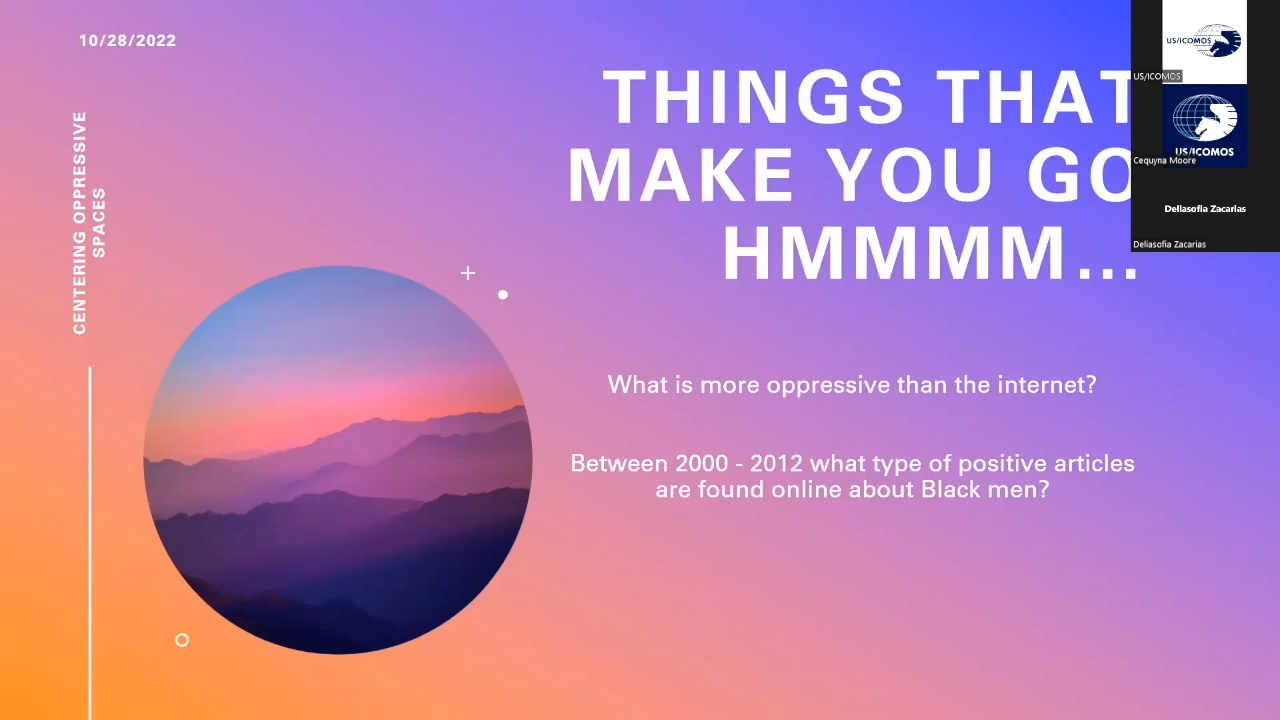 10/28/2022
CENTERING OPPRESSIVE
SPACES
THINGS THAT
MAKE YOU GO
HMMMM...
What is more oppressive than the internet?
Between 2000 - 2012 what type of positive articles
are found online about Black men?
US/ICOMOS
US/ICOMOS
US/ICOMOS
Cequyna Moore
Deliasofia Zacarias
Deliasofia Zacarias